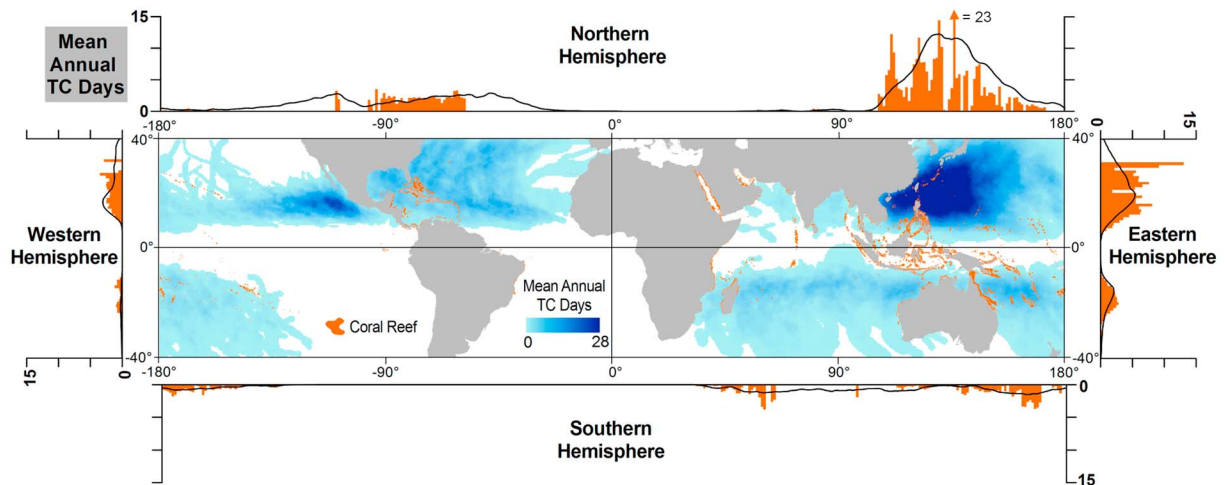 Mean
Annual
TC Days
15
0
Northern
Hemisphere
= 23
-180°
-90°
0°
90°
180°
40°
0°
-40°
40°
0°
-40°
Western
Hemisphere
15
0
Eastern
Hemisphere
0
15
Coral Reef
Mean Annual
TC Days
0
28
-180°
-90°
0°
90°
180°
Southern
Hemisphere
0
15